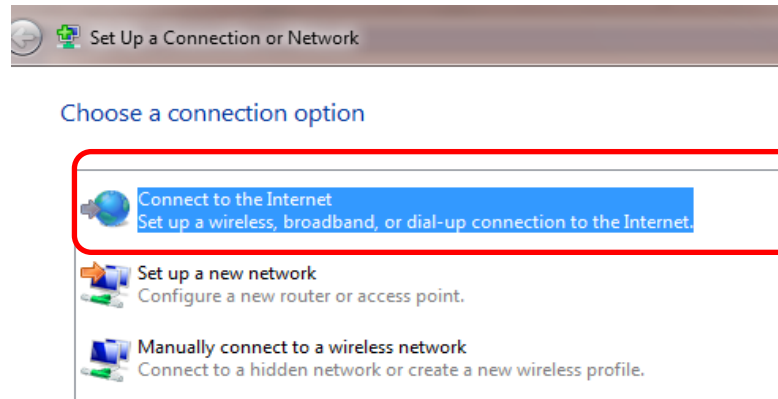 Set Up a Connection or Network
Choose a connection option
Connect to the Internet
Set up a wireless, broadband, or dial-up connection to the Internet.
Set up a new network
Configure a new router or access point.
Manually connect to a wireless network
Connect to a hidden network or create a new wireless profile.